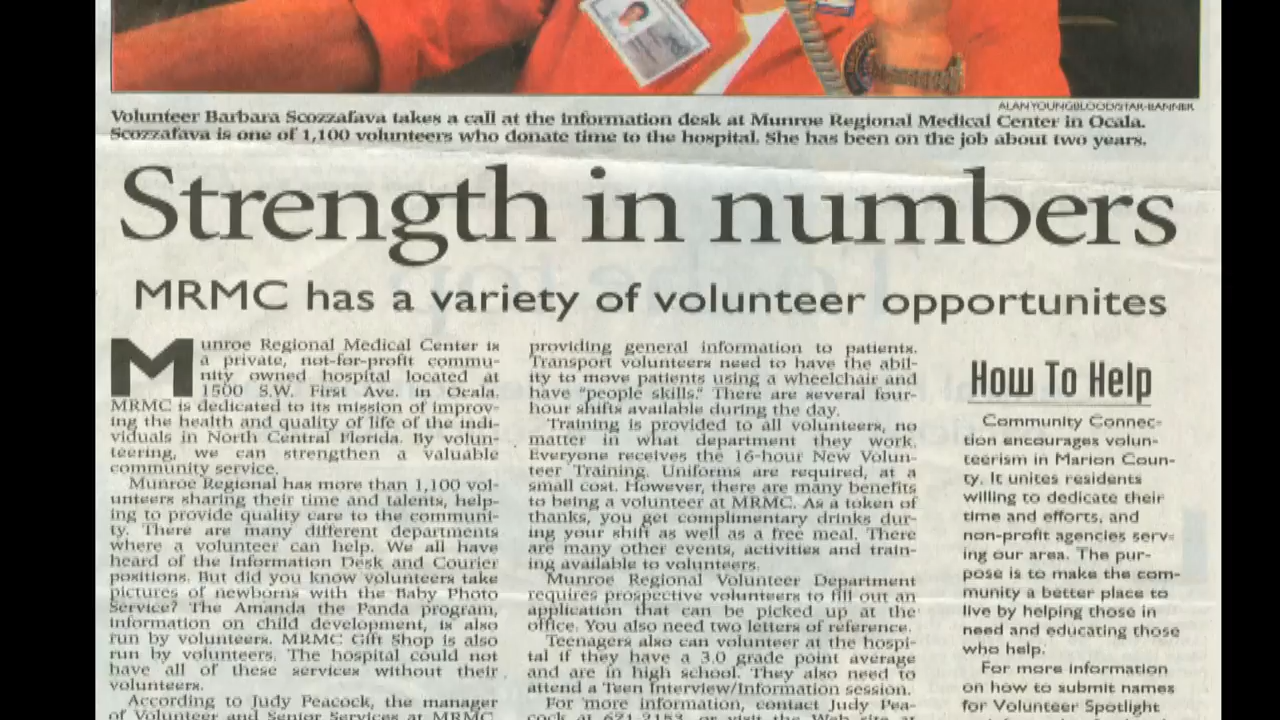 ALAN YOUNGBLOOD/STAR-BANNER
Volunteer Barbara Scozzafava takes a call at the information desk at Munroe Regional Medical Center in Ocala.
Scozzafava is one of 1,100 volunteers who donate time to the hospital. She has been on the job about two years.
Strength in numbers
MRMC has a variety of volunteer opportunites
Munroe Regional Medical Center is
a private, not-for-profit commu-
nity owned hospital located at
1500 S.W. First Ave. in Ocala.
MRMC is dedicated to its mission of improv-
ing the health and quality of life of the indi-
viduals in North Central Florida. By volun-
teering, we can strengthen a valuable
community service.
Munroe Regional has more than 1,100 vol-
unteers sharing their time and talents, help-
ing to provide quality care to the communi-
ty. There are many different departments
where a volunteer can help. We all have
heard of the Information Desk and Courier
positions. But did you know volunteers take
pictures of newborns with the Baby Photo
Service? The Amanda the Panda program,
information on child development, is also
run by volunteers. MRMC Gift Shop is also
run by volunteers. The hospital could not
have all of these services without their
volunteers.
According to Judy Peacock, the manager
of Volunteer and Senior Services at MRMC,
providing general information to patients.
Transport volunteers need to have the abil-
ity to move patients using a wheelchair and
have "people skills." There are several four-
hour shifts available during the day.
Training is provided to all volunteers, no
matter in what department they work.
Everyone receives the 16-hour New Volun-
teer Training. Uniforms are required, at a
small cost. However, there are many benefits
to being a volunteer at MRMC. As a token of
thanks, you get complimentary drinks dur-
ing your shift as well as a free meal. There
are many other events, activities and train-
ing available to volunteers.
Munroe Regional Volunteer Department
requires prospective volunteers to fill out an
application that can be picked up at the
office. You also need two letters of reference.
Teenagers also can volunteer at the hospi-
tal if they have a 3.0 grade point average
and are in high school. They also need to
attend a Teen Interview/Information session.
For more information, contact Judy Pea-
cock at 671-2153, or visit the Web site at
How To Help
Community Connec-
tion encourages volun-
teerism in Marion Coun-
ty. It unites residents
willing to dedicate their
time and efforts, and
non-profit agencies serv-
ing our area. The pur-
pose is to make the com-
munity a better place to
live by helping those in
need and educating those
who help.
For more information
on how to submit names
for Volunteer Spotlight